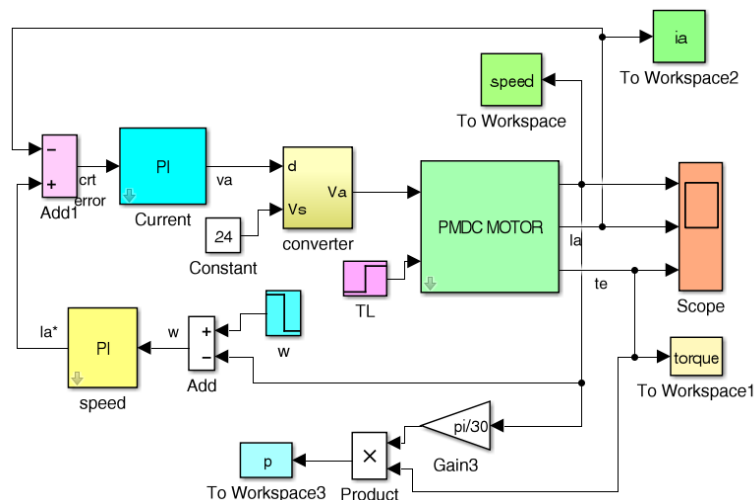 ia
To Workspace2
speed
To Workspace
−
+
Add1
crt
error
PI
Current
va
d
Vs
Va
converter
24
Constant
PMDC MOTOR
Ia
te
TL
Scope
Ia*
PI
speed
w
+
−
Add
w
torque
To Workspace1
pi/30
Gain3
p
To Workspace3
×
Product